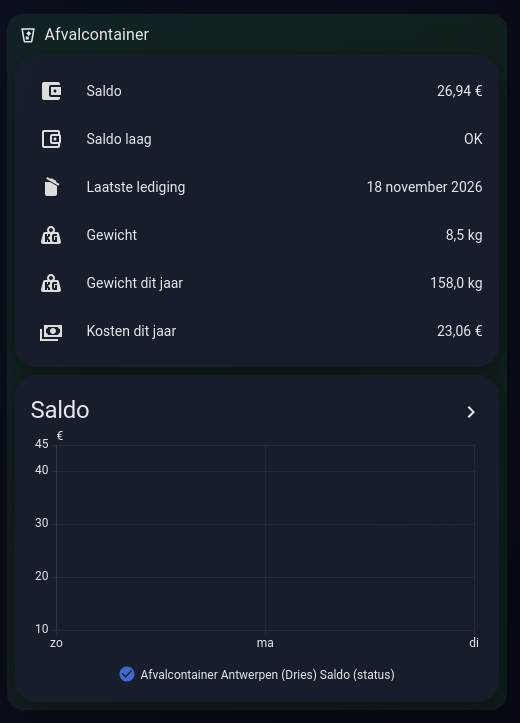 Afvalcontainer
Saldo 26,94 €
Saldo laag OK
Laatste lediging 18 november 2026
KG Gewicht 8,5 kg
KG Gewicht dit jaar 158,0 kg
Kosten dit jaar 23,06 €
Saldo
€
45
40
30
20
10
zo ma di
Afvalcontainer Antwerpen (Dries) Saldo (status)